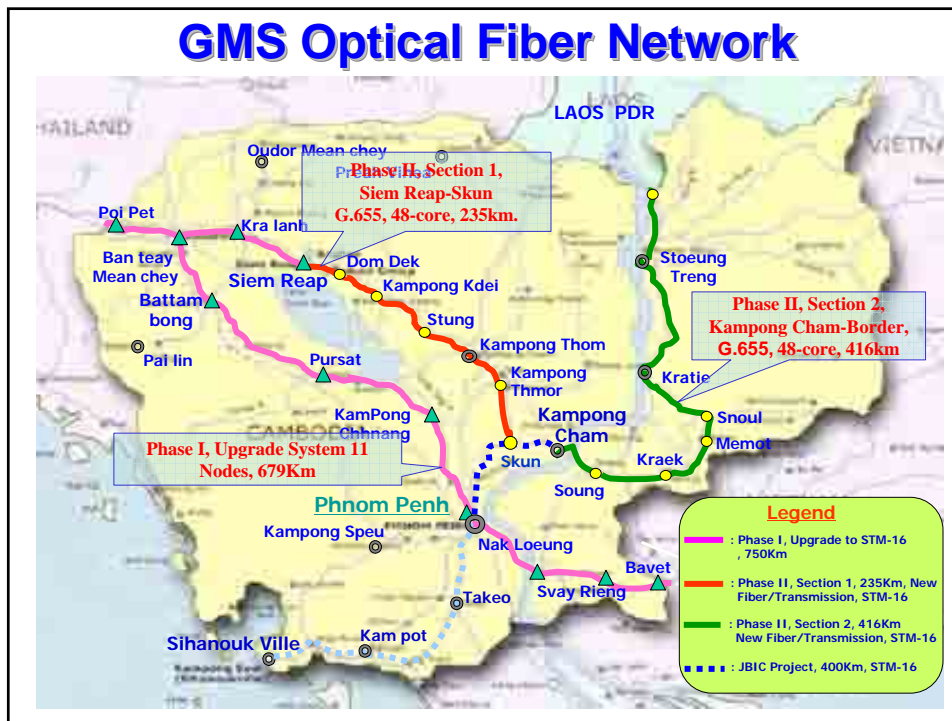 GMS Optical Fiber Network
THAILAND
LAOS
LAOS PDR
VIETNAM
Oudor Mean chey
Phase II, Section 1,
Siem Reap-Skun
G.655, 48-core, 235km.
Poi Pet
Kra lanh
Ban teay
Mean chey
Siem Reap
Dom Dek
Kampong Kdei
Stoeung
Treng
Battam
bong
Stung
Phase II, Section 2,
Kampong Cham-Border,
G.655, 48-core, 416km
Pai lin
Kampong Thom
Pursat
Kampong
Thmor
Kratie
KamPong
Chhnang
CAMBODIA
Kampong
Cham
Snoul
Memot
Phase I, Upgrade System 11
Nodes, 679Km
Skun
Kraek
Soung
Phnom Penh
Kampong Speu
Nak Loeung
Bavet
Svay Rieng
Takeo
Sihanouk Ville
Kam pot
Legend
: Phase I, Upgrade to STM-16
, 750Km
: Phase II, Section 1, 235Km, New
Fiber/Transmission, STM-16
: Phase II, Section 2, 416Km
New Fiber/Transmission, STM-16
: JBIC Project, 400Km, STM-16